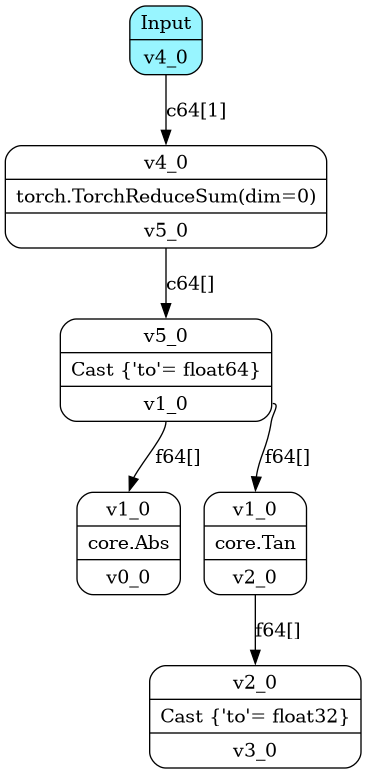 Input
v4_0
c64[1]
v4_0
torch.TorchReduceSum(dim=0)
v5_0
c64[]
v5_0
Cast {'to'= float64}
v1_0
f64[]
f64[]
v1_0
core.Abs
v0_0
v1_0
core.Tan
v2_0
f64[]
v2_0
Cast {'to'= float32}
v3_0